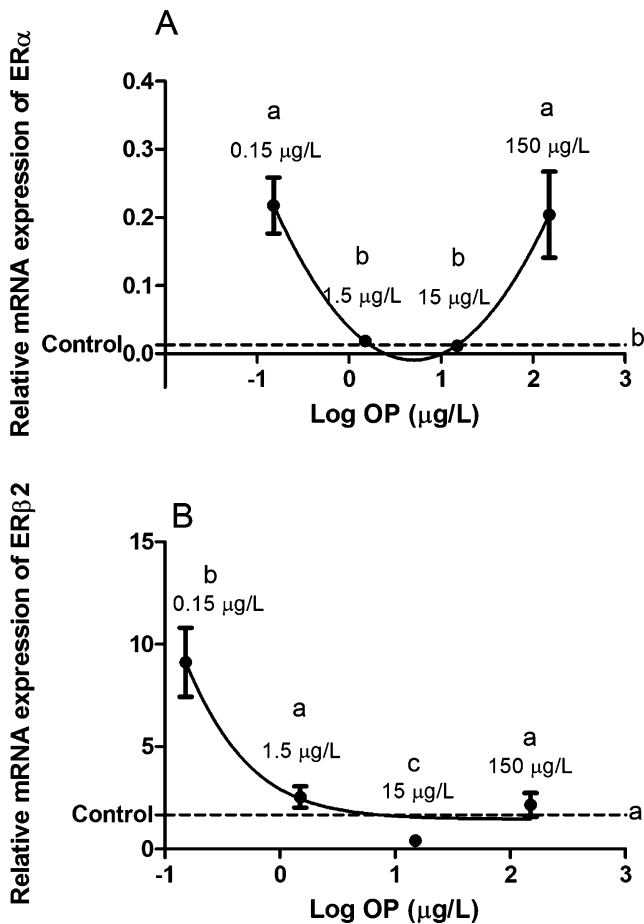 A
Relative mRNA expression of ERα
0.4
0.3
0.2
0.1
0.0
Control
a
0.15 μg/L
b
1.5 μg/L
b
15 μg/L
a
150 μg/L
b
-1
0
1
2
3
Log OP (μg/L)
B
Relative mRNA expression of ERβ2
15
10
5
0
Control
b
0.15 μg/L
a
1.5 μg/L
c
15 μg/L
a
150 μg/L
a
-1
0
1
2
3
Log OP (μg/L)